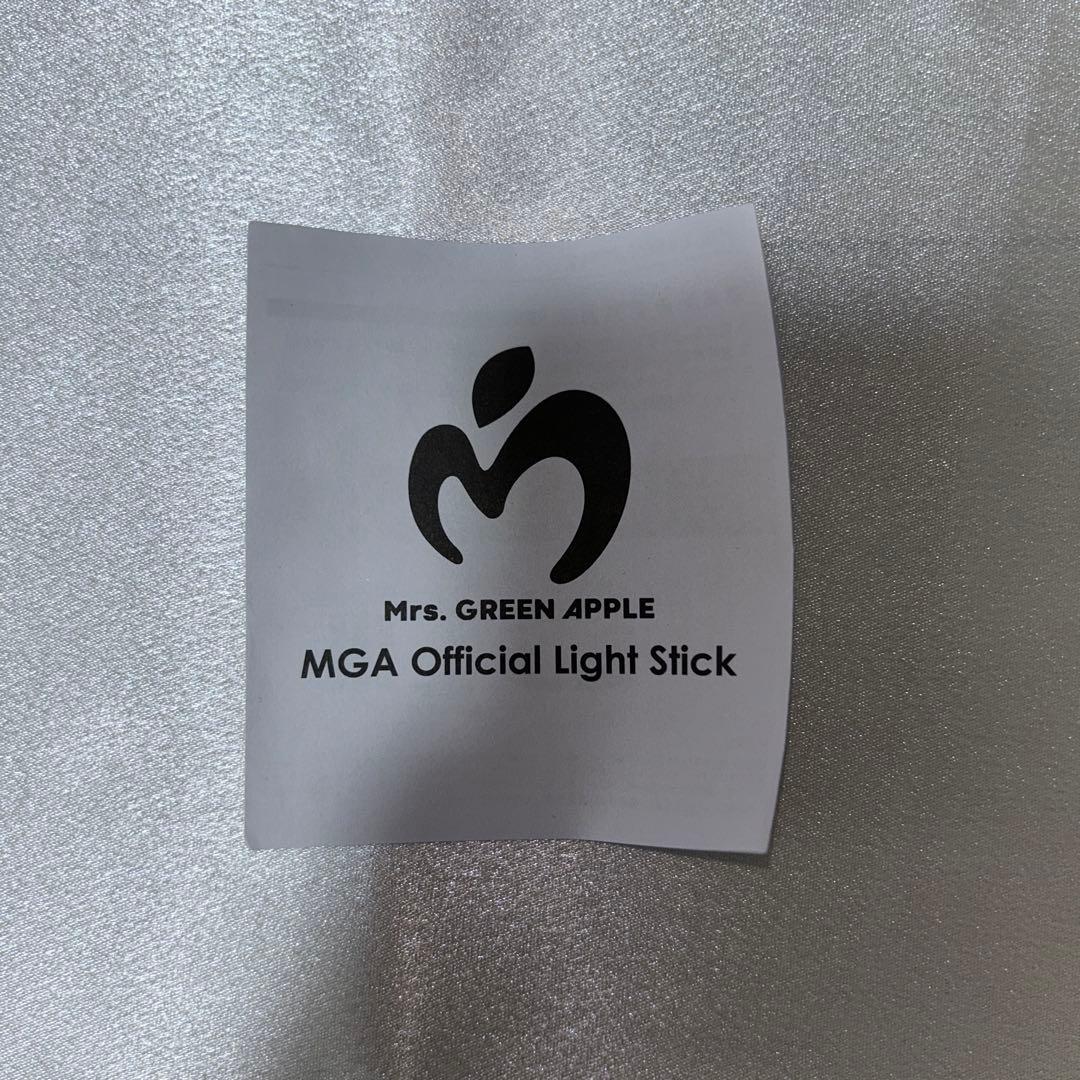 Mrs. GREEN APPLE
MGA Official Light Stick